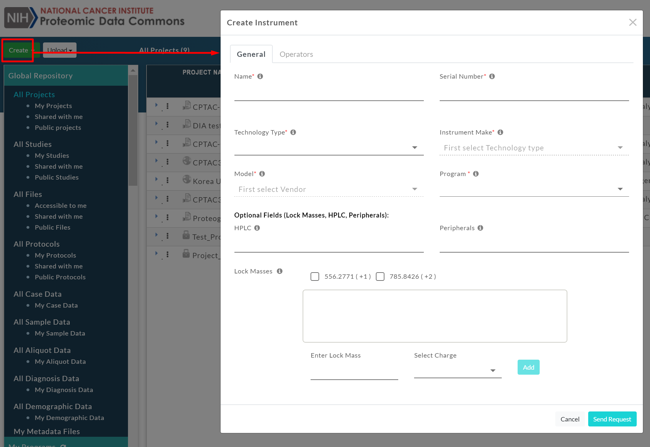 NIH
NATIONAL CANCER INSTITUTE
Proteomic Data Commons
Create
Upload
All Projects (9)
Global Repository
All Projects
My Projects
Shared with me
Public projects
All Studies
My Studies
Shared with me
Public Studies
All Files
Accessible to me
Shared with me
Public Files
All Protocols
My Protocols
Shared with me
Public Protocols
All Case Data
My Case Data
All Sample Data
My Sample Data
All Aliquot Data
My Aliquot Data
All Diagnosis Data
My Diagnosis Data
All Demographic Data
My Demographic Data
My Metadata Files
PROJECT NAM
CPTAC-
DIA test
CPTAC-
CPTAC3
Korea U
CPTAC3
Proteog
Test_Pro
Project_
Create Instrument
General
Operators
Name*
Serial Number*
Technology Type*
Instrument Make*
First select Technology type
Model*
First select Vendor
Program *
Optional Fields (Lock Masses, HPLC, Peripherals):
HPLC
Peripherals
Lock Masses
556.2771 ( +1 )
785.8426 ( +2 )
Enter Lock Mass
Select Charge
Add
Cancel
Send Request